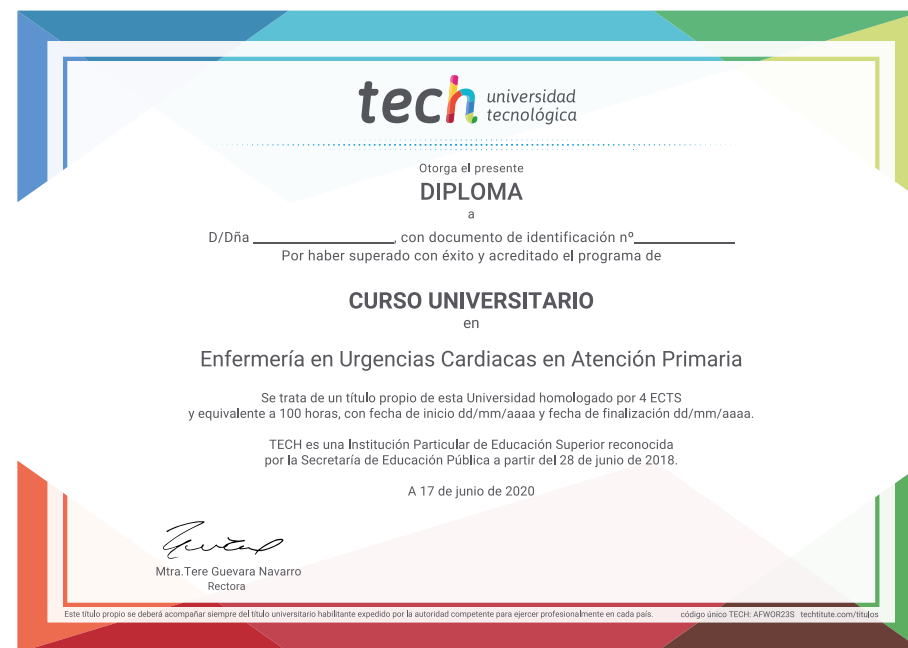 tech universidad
tecnológica
Otorga el presente
DIPLOMA
a
D/Dña ____________________, con documento de identificación nº______________
Por haber superado con éxito y acreditado el programa de
CURSO UNIVERSITARIO
en
Enfermería en Urgencias Cardiacas en Atención Primaria
Se trata de un título propio de esta Universidad homologado por 4 ECTS
y equivalente a 100 horas, con fecha de inicio dd/mm/aaaa y fecha de finalización dd/mm/aaaa.
TECH es una Institución Particular de Educación Superior reconocida
por la Secretaría de Educación Pública a partir del 28 de junio de 2018.
A 17 de junio de 2020
Mtra.Tere Guevara Navarro
Rectora
Este título propio se deberá acompañar siempre del título universitario habilitante expedido por la autoridad competente para ejercer profesionalmente en cada país. código único TECH: AFWOR23S techtitute.com/titulos